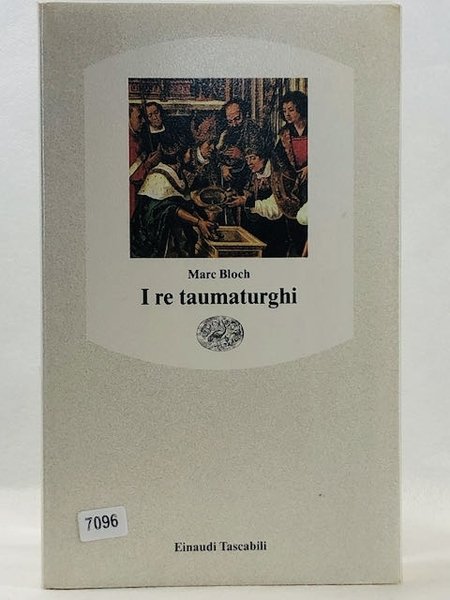 Marc Bloch
I re taumaturghi
7096
Einaudi Tascabili